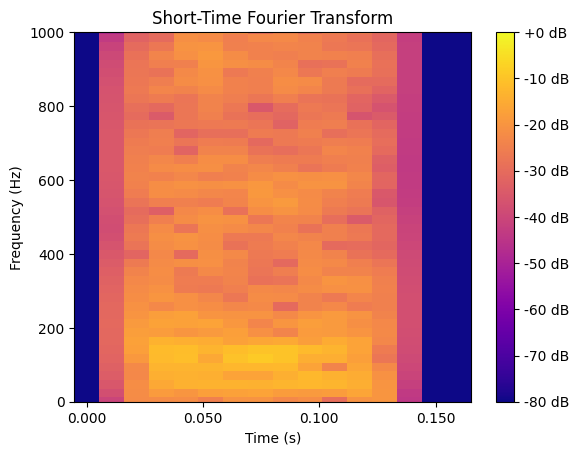 Short-Time Fourier Transform
Frequency (Hz)
1000
800
600
400
200
0
0.000
0.050
0.100
0.150
Time (s)
+0 dB
-10 dB
-20 dB
-30 dB
-40 dB
-50 dB
-60 dB
-70 dB
-80 dB